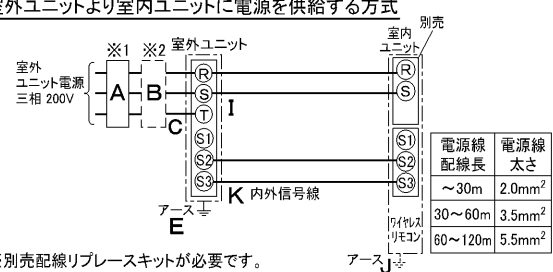 室外ユニットより室内ユニットに電源を供給する方式
※1 ※2 室外ユニット
室内
ユニット
別売
室外
ユニット電源
三相 200V
A B C
R
S
T
S1
S2
S3
I
K 内外信号線
R
S
S1
S2
S3
ワイヤレス
リモコン
アース
E
アース
J
電源線
配線長
電源線
太さ
～30m 2.0mm²
30～60m 3.5mm²
60～120m 5.5mm²
別売配線リプレースキットが必要です。